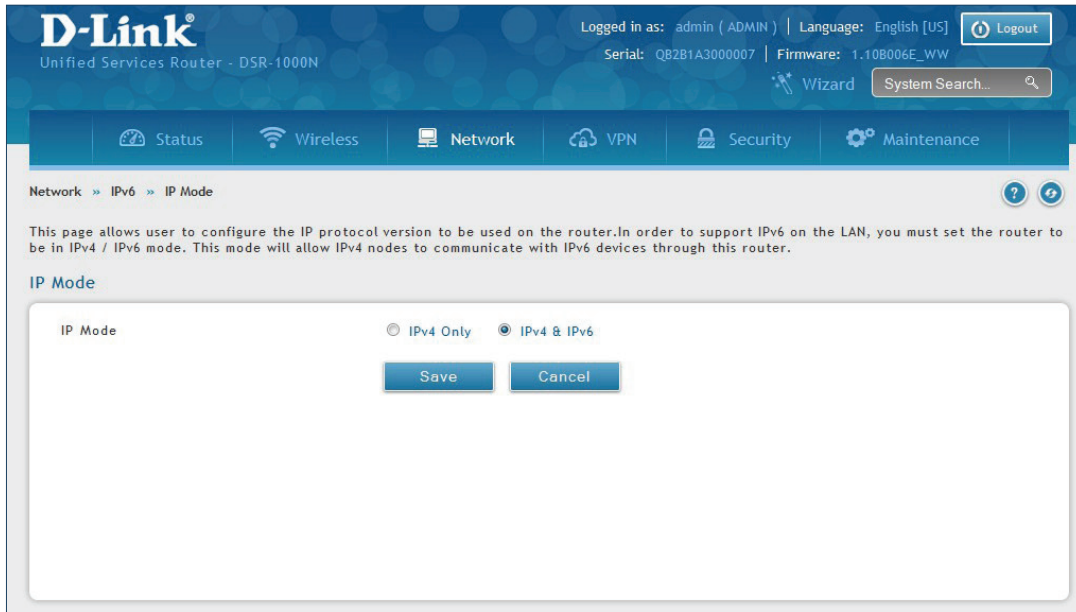 D-Link
Unified Services Router - DSR-1000N
Logged in as: admin ( ADMIN ) | Language: English [US]
Logout
Serial: QB2B1A3000007 | Firmware: 1.10B006E_WW
Wizard
System Search...
Status
Wireless
Network
VPN
Security
Maintenance
Network » IPv6 » IP Mode
?
This page allows user to configure the IP protocol version to be used on the router.In order to support IPv6 on the LAN, you must set the router to
be in IPv4 / IPv6 mode. This mode will allow IPv4 nodes to communicate with IPv6 devices through this router.
IP Mode
IP Mode
IPv4 Only
IPv4 & IPv6
Save
Cancel